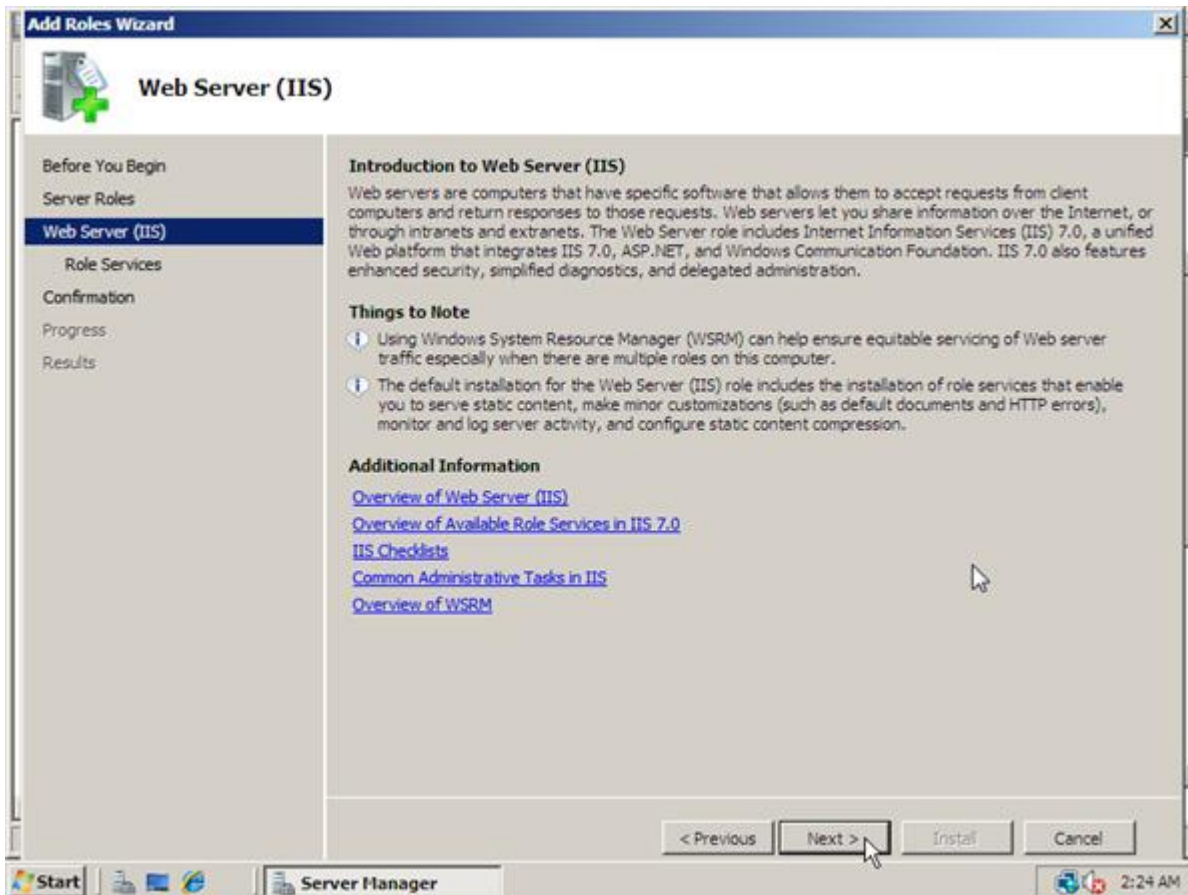 Add Roles Wizard
Web Server (IIS)
Before You Begin
Server Roles
Web Server (IIS)
Role Services
Confirmation
Progress
Results
Introduction to Web Server (IIS)
Web servers are computers that have specific software that allows them to accept requests from client
computers and return responses to those requests. Web servers let you share information over the Internet, or
through intranets and extranets. The Web Server role includes Internet Information Services (IIS) 7.0, a unified
Web platform that integrates IIS 7.0, ASP.NET, and Windows Communication Foundation. IIS 7.0 also features
enhanced security, simplified diagnostics, and delegated administration.
Things to Note
Using Windows System Resource Manager (WSRM) can help ensure equitable servicing of Web server
traffic especially when there are multiple roles on this computer.
The default installation for the Web Server (IIS) role includes the installation of role services that enable
you to serve static content, make minor customizations (such as default documents and HTTP errors),
monitor and log server activity, and configure static content compression.
Additional Information
Overview of Web Server (IIS)
Overview of Available Role Services in IIS 7.0
IIS Checklists
Common Administrative Tasks in IIS
Overview of WSRM
< Previous Next > Install Cancel
Start Server Manager 2:24 AM